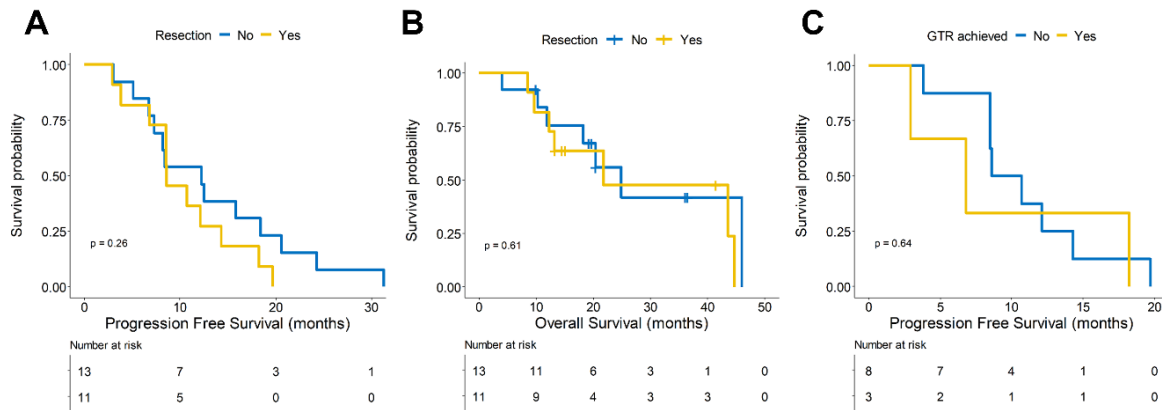 A
Resection No Yes
Survival probability
1.00
0.75
0.50
0.25
0.00
p = 0.26
0 10 20 30
Progression Free Survival (months)
Number at risk
13 7 3 1
11 5 0 0
B
Resection No Yes
Survival probability
1.00
0.75
0.50
0.25
0.00
p = 0.61
0 10 20 30 40 50
Overall Survival (months)
Number at risk
13 11 6 3 1 0
11 9 4 3 3 0
C
GTR achieved No Yes
Survival probability
1.00
0.75
0.50
0.25
0.00
p = 0.64
0 5 10 15 20
Progression Free Survival (months)
Number at risk
8 7 4 1 0
3 2 1 1 0